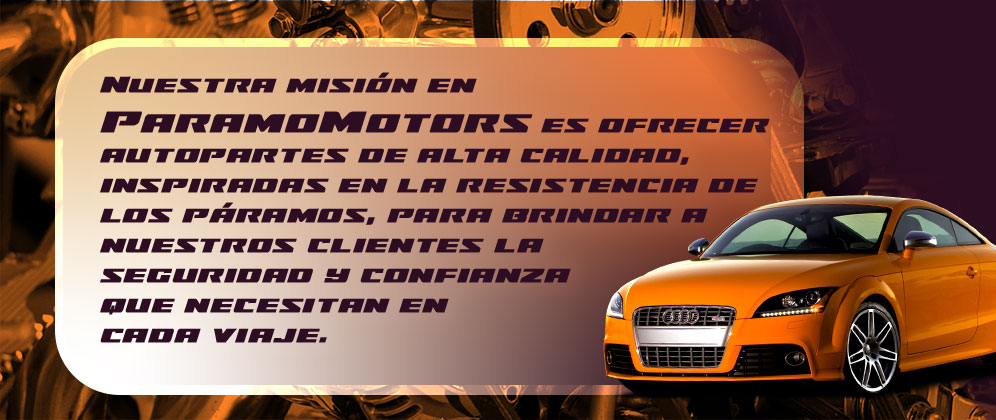 Nuestra misión en
ParamoMotors es ofrecer
autopartes de alta calidad,
inspiradas en la resistencia de
los páramos, para brindar a
nuestros clientes la
seguridad y confianza
que necesitan en
cada viaje.